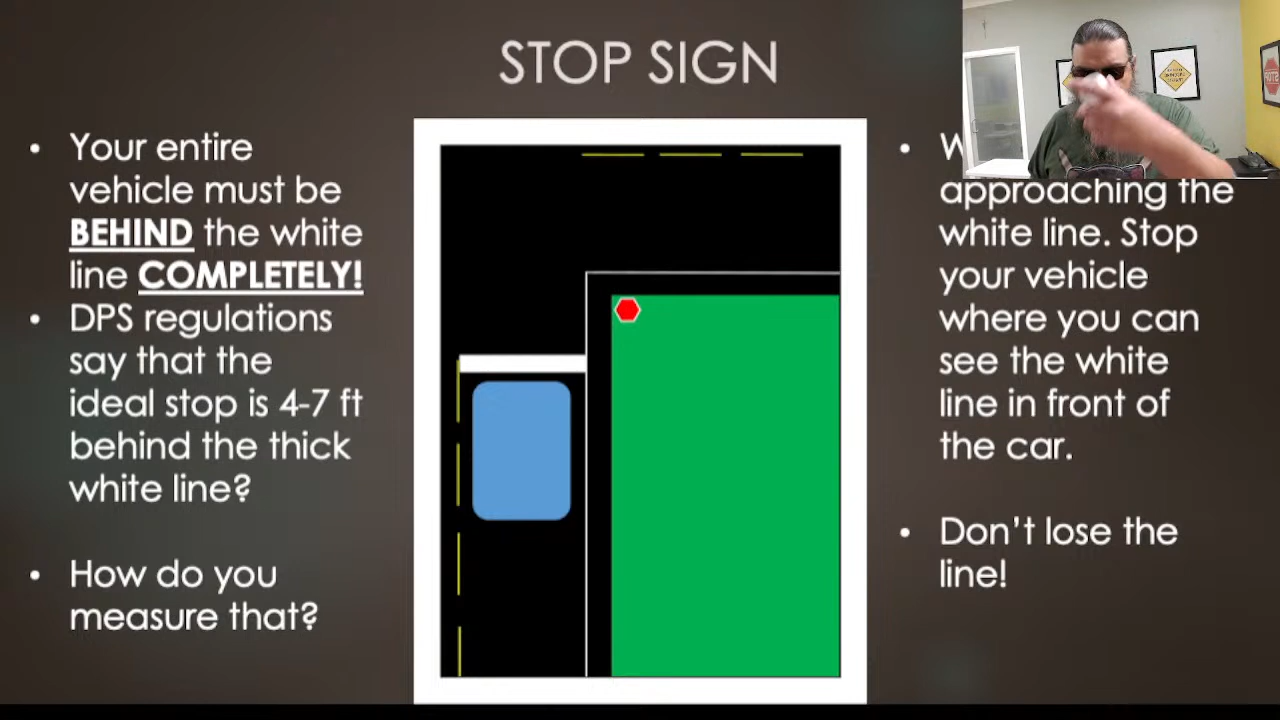 STOP SIGN
Your entire
vehicle must be
BEHIND the white
line COMPLETELY!
DPS regulations
say that the
ideal stop is 4-7 ft
behind the thick
white line?
How do you
measure that?
approaching the
white line. Stop
your vehicle
where you can
see the white
line in front of
the car.
Don't lose the
line!